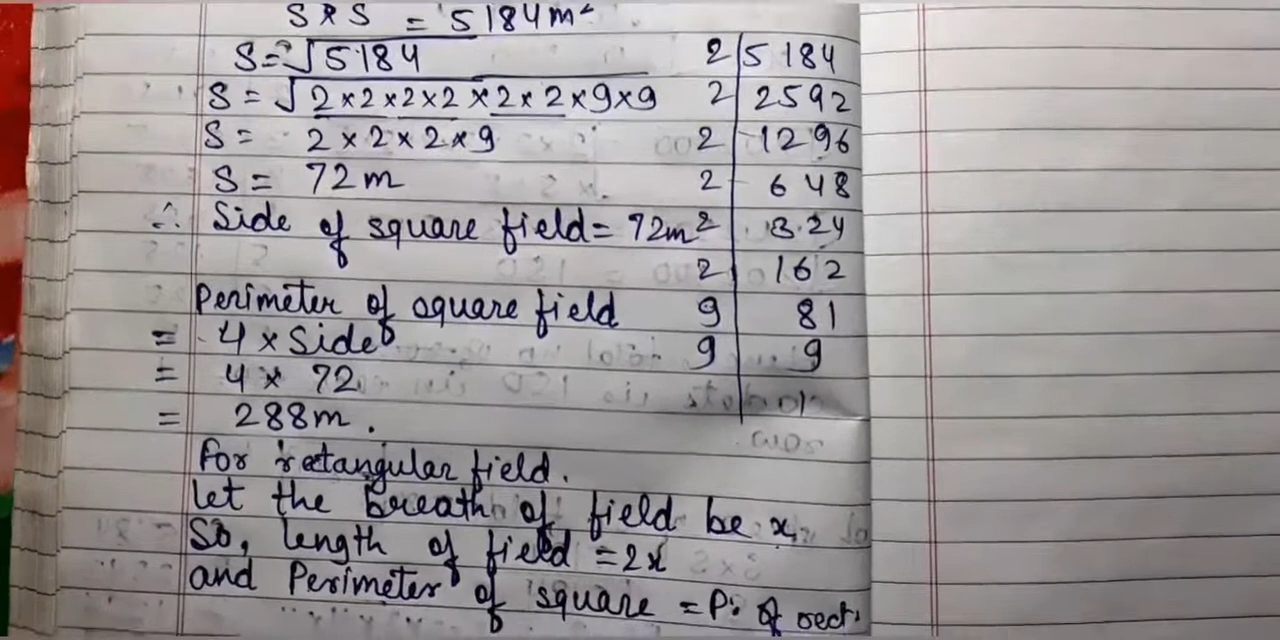 S × S = 5184m²
S = √5184
S = √2×2×2×2×2×2×9×9
S = 2×2×2×9
S = 72m
∴ Side of square field = 72m
Perimeter of square field
= 4 × Side
= 4 × 72
= 288m.
for rectangular field.
Let the breath of field be x,
So, length of field = 2x
and Perimeter of square = P. of rect.
2 | 5184
2 | 2592
2 | 1296
2 | 648
2 | 324
2 | 162
9 | 81
9 | 9